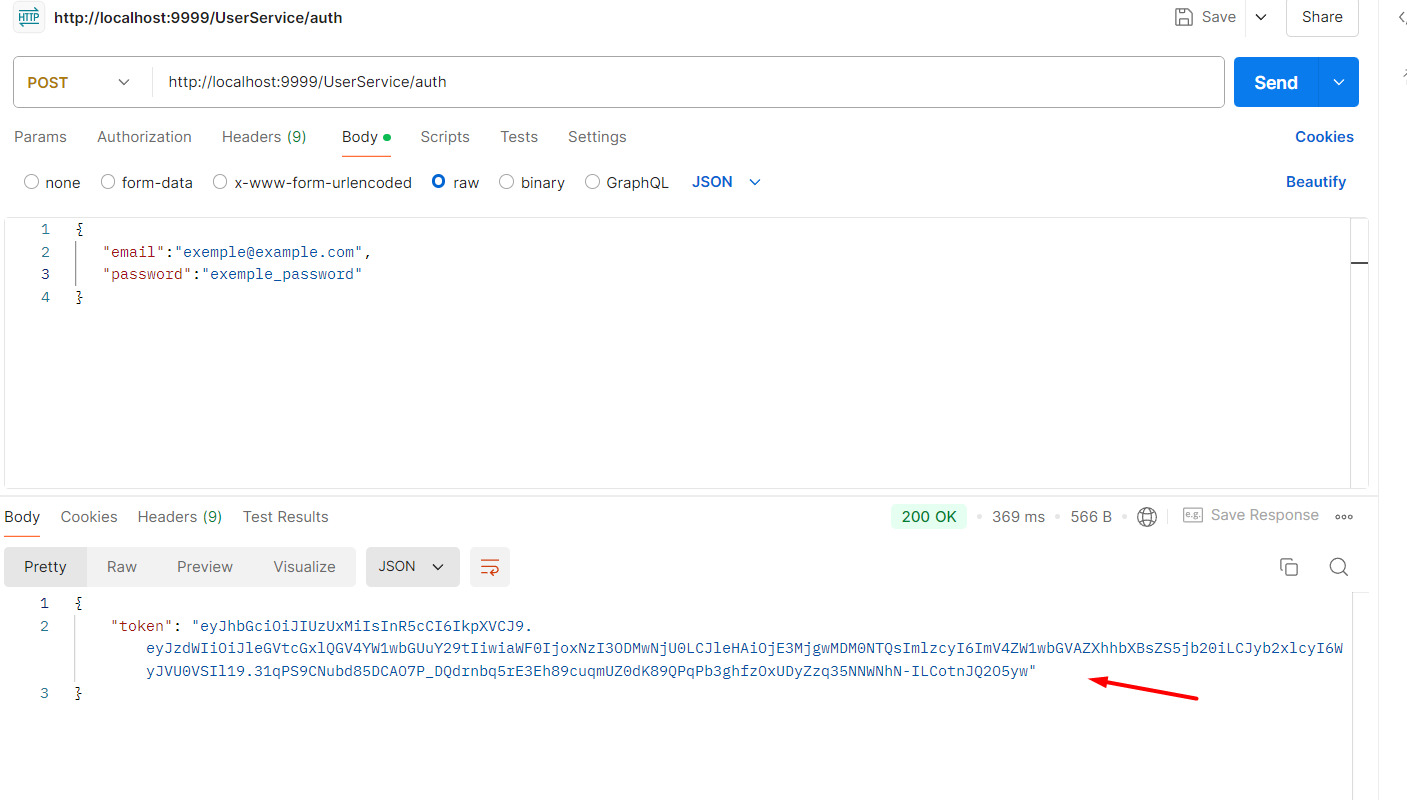 HTTP http://localhost:9999/UserService/auth Save Share
POST http://localhost:9999/UserService/auth Send
Params Authorization Headers (9) Body Scripts Tests Settings Cookies
none form-data x-www-form-urlencoded raw binary GraphQL JSON Beautify
1 {
2 "email":"exemple@example.com",
3 "password":"exemple_password"
4 }
Body Cookies Headers (9) Test Results 200 OK 369 ms 566 B e.g. Save Response
Pretty Raw Preview Visualize JSON
1 {
2 "token": "eyJhbGciOiJIUzUxMiIsInR5cCI6IkpXVCJ9.
eyJzdWIiOiJleGVtcGxlQGV4YW1wbGUuY29tIiwiaWF0IjoxNzI3ODMwNjU0LCJleHAiOjE3MjgwMDM0NTQsImlzcyI6ImV4ZW1wbGVAZXhhbXBsZS5jb20iLCJyb2xlcyI6W
yJVU0VSIl19.31qPS9CNubd85DCAO7P_DQdrnbq5rE3Eh89cuqmUZ0dK89QPqPb3ghfzOxUDyZzq35NNWNhN-ILCotnJQ2O5yw"
3 }